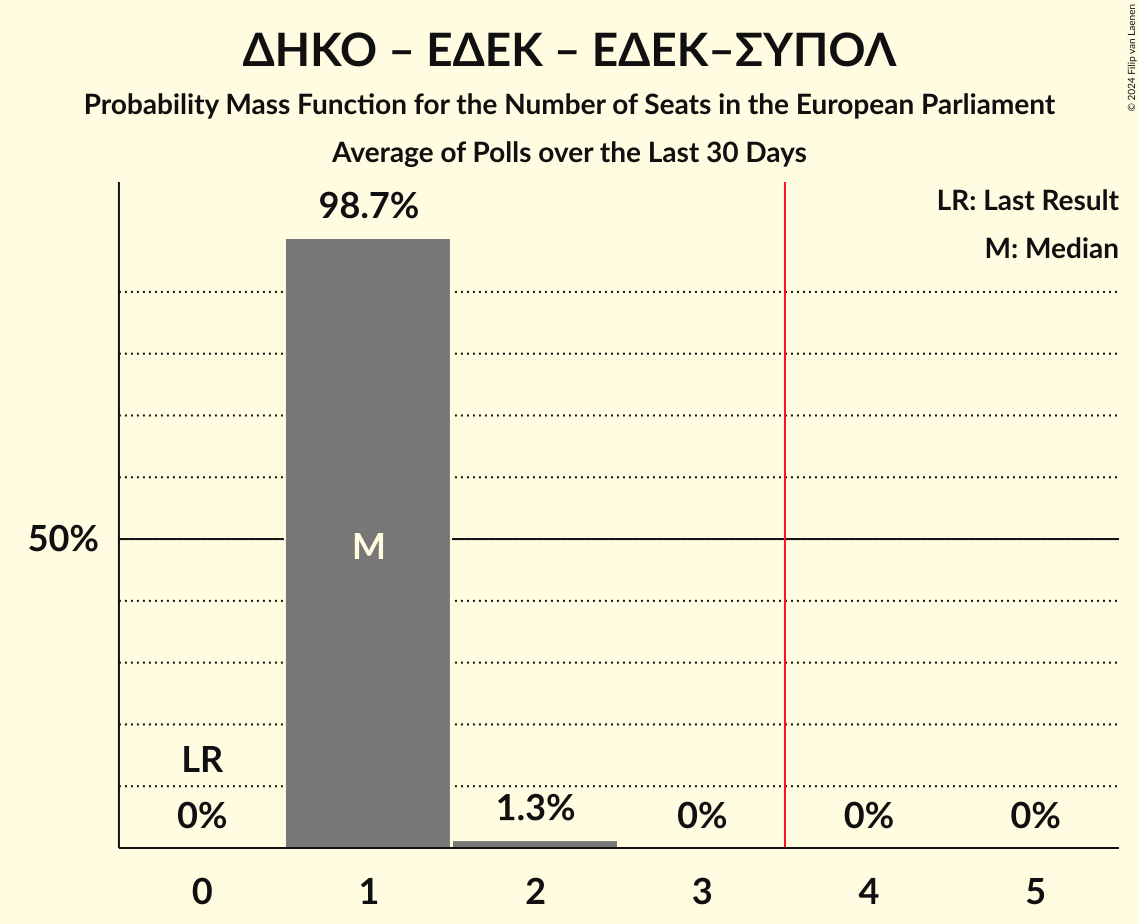 ΔΗΚΟ – ΕΔΕΚ – ΕΔΕΚ–ΣΥΠΟΛ
Probability Mass Function for the Number of Seats in the European Parliament
Average of Polls over the Last 30 Days
© 2024 Filip van Laenen
LR: Last Result
M: Median
98.7%
50%
M
LR
0%
1.3%
0%
0%
0%
0 1 2 3 4 5